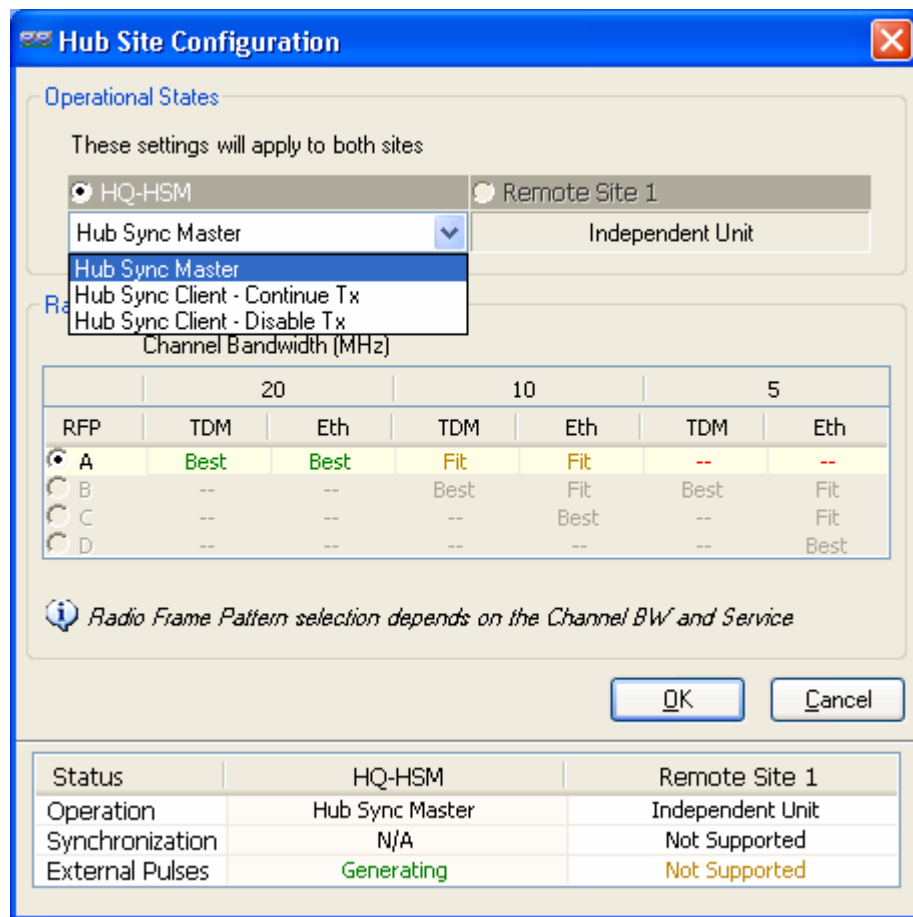 Hub Site Configuration
Operational States
These settings will apply to both sites
HQ-HSM Remote Site 1
Hub Sync Master Independent Unit
Hub Sync Master
Hub Sync Client - Continue Tx
Hub Sync Client - Disable Tx
Ra
Channel Bandwidth (MHz)
20 10 5
RFP TDM Eth TDM Eth TDM Eth
A Best Best Fit Fit -- --
B -- -- Best Fit Best Fit
C -- -- -- Best -- Fit
D -- -- -- -- -- Best
Radio Frame Pattern selection depends on the Channel BW and Service
OK Cancel
Status HQ-HSM Remote Site 1
Operation Hub Sync Master Independent Unit
Synchronization N/A Not Supported
External Pulses Generating Not Supported